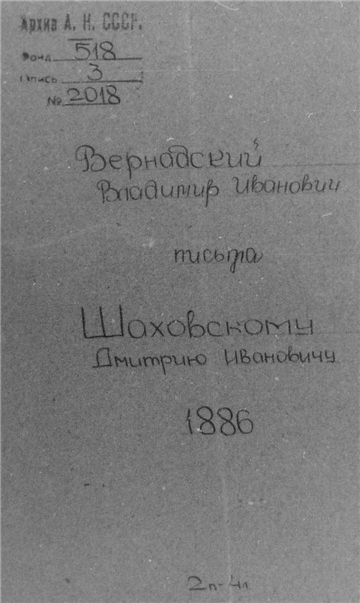 Архив А. Н. СССР.
Фонд 518
Опись 3
№ 2018
Вернадский
Владимир Иванович
письма
Шаховскому
Дмитрию Ивановичу
1886
2п-4л